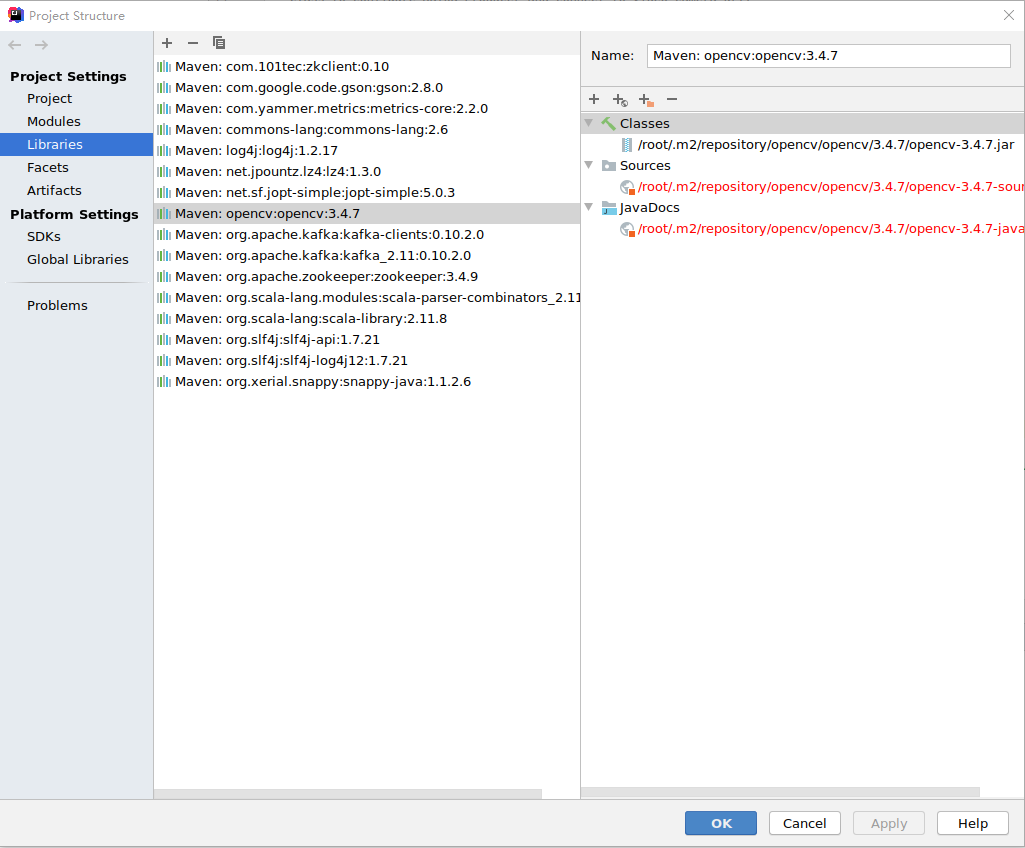 Project Structure
Project Settings
Project
Modules
Libraries
Facets
Artifacts
Platform Settings
SDKs
Global Libraries
Problems
Maven: com.101tec:zkclient:0.10
Maven: com.google.code.gson:gson:2.8.0
Maven: com.yammer.metrics:metrics-core:2.2.0
Maven: commons-lang:commons-lang:2.6
Maven: log4j:log4j:1.2.17
Maven: net.jpountz.lz4:lz4:1.3.0
Maven: net.sf.jopt-simple:jopt-simple:5.0.3
Maven: opencv:opencv:3.4.7
Maven: org.apache.kafka:kafka-clients:0.10.2.0
Maven: org.apache.kafka:kafka_2.11:0.10.2.0
Maven: org.apache.zookeeper:zookeeper:3.4.9
Maven: org.scala-lang.modules:scala-parser-combinators_2.11
Maven: org.scala-lang:scala-library:2.11.8
Maven: org.slf4j:slf4j-api:1.7.21
Maven: org.slf4j:slf4j-log4j12:1.7.21
Maven: org.xerial.snappy:snappy-java:1.1.2.6
Name: Maven: opencv:opencv:3.4.7
Classes
/root/.m2/repository/opencv/opencv/3.4.7/opencv-3.4.7.jar
Sources
/root/.m2/repository/opencv/opencv/3.4.7/opencv-3.4.7-sour
JavaDocs
/root/.m2/repository/opencv/opencv/3.4.7/opencv-3.4.7-java
OK Cancel Apply Help